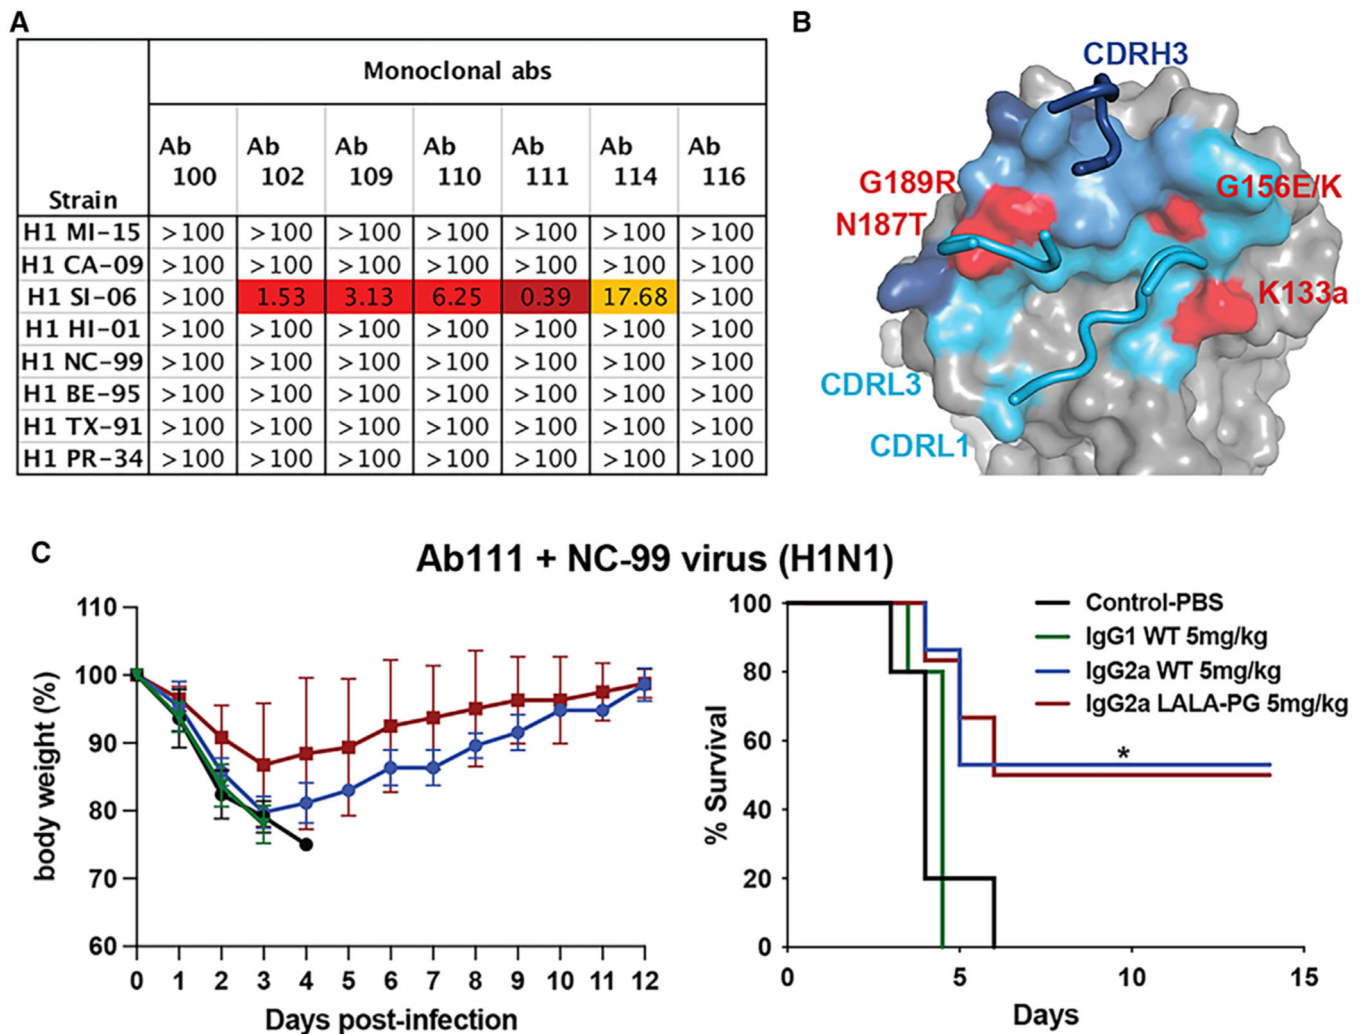 A
Monoclonal abs
Strain
Ab 100
Ab 102
Ab 109
Ab 110
Ab 111
Ab 114
Ab 116
H1 MI-15 >100 >100 >100 >100 >100 >100 >100
H1 CA-09 >100 >100 >100 >100 >100 >100 >100
H1 SI-06 >100 1.53 3.13 6.25 0.39 17.68 >100
H1 HI-01 >100 >100 >100 >100 >100 >100 >100
H1 NC-99 >100 >100 >100 >100 >100 >100 >100
H1 BE-95 >100 >100 >100 >100 >100 >100 >100
H1 TX-91 >100 >100 >100 >100 >100 >100 >100
H1 PR-34 >100 >100 >100 >100 >100 >100 >100
B
CDRH3
G189R
G156E/K
N187T
K133a
CDRL3
CDRL1
C
Ab111 + NC-99 virus (H1N1)
body weight (%)
110
100
90
80
70
60
0 1 2 3 4 5 6 7 8 9 10 11 12
Days post-infection
% Survival
100
80
60
40
20
0
0 5 10 15
Days
Control-PBS
IgG1 WT 5mg/kg
IgG2a WT 5mg/kg
IgG2a LALA-PG 5mg/kg
*